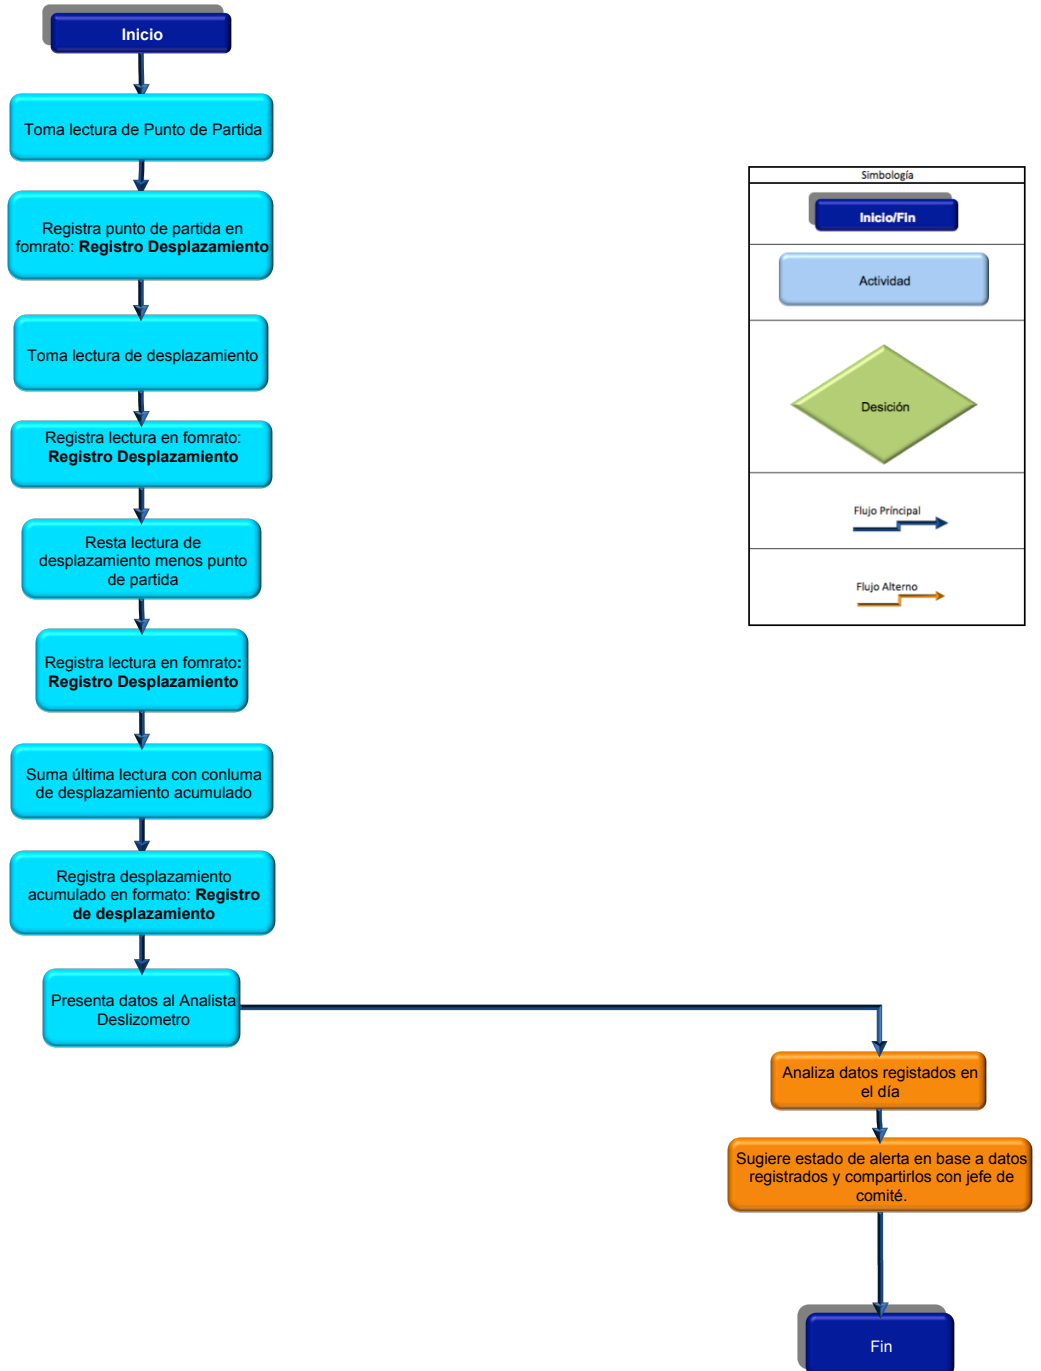 Inicio
Toma lectura de Punto de Partida
Registra punto de partida en
fomrato: Registro Desplazamiento
Toma lectura de desplazamiento
Registra lectura en fomrato:
Registro Desplazamiento
Resta lectura de
desplazamiento menos punto
de partida
Registra lectura en fomrato:
Registro Desplazamiento
Suma última lectura con conluma
de desplazamiento acumulado
Registra desplazamiento
acumulado en formato: Registro
de desplazamiento
Presenta datos al Analista
Deslizometro
Analiza datos registados en
el día
Sugiere estado de alerta en base a datos
registrados y compartirlos con jefe de
comité.
Fin
Simbología
Inicio/Fin
Actividad
Desición
Flujo Príncipal
Flujo Alterno